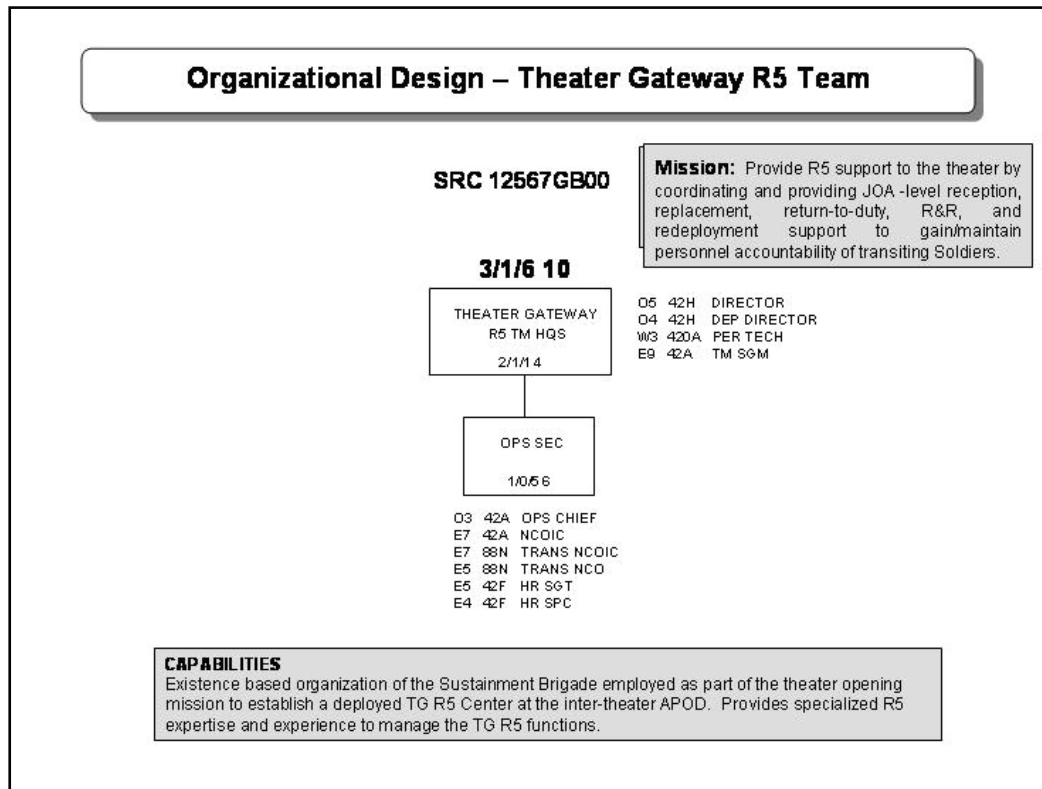 Organizational Design – Theater Gateway R5 Team
SRC 12567GB00
Mission: Provide R5 support to the theater by
coordinating and providing JOA -level reception,
replacement, return-to-duty, R&R, and
redeployment support to gain/maintain
personnel accountability of transiting Soldiers.
3/1/6 10
THEATER GATEWAY
R5 TM HQS
2/1/1 4
O5 42H DIRECTOR
O4 42H DEP DIRECTOR
W3 420A PER TECH
E9 42A TM SGM
OPS SEC
1/0/5 6
O3 42A OPS CHIEF
E7 42A NCOIC
E7 88N TRANS NCOIC
E5 88N TRANS NCO
E5 42F HR SGT
E4 42F HR SPC
CAPABILITIES
Existence based organization of the Sustainment Brigade employed as part of the theater opening
mission to establish a deployed TG R5 Center at the inter-theater APOD. Provides specialized R5
expertise and experience to manage the TG R5 functions.